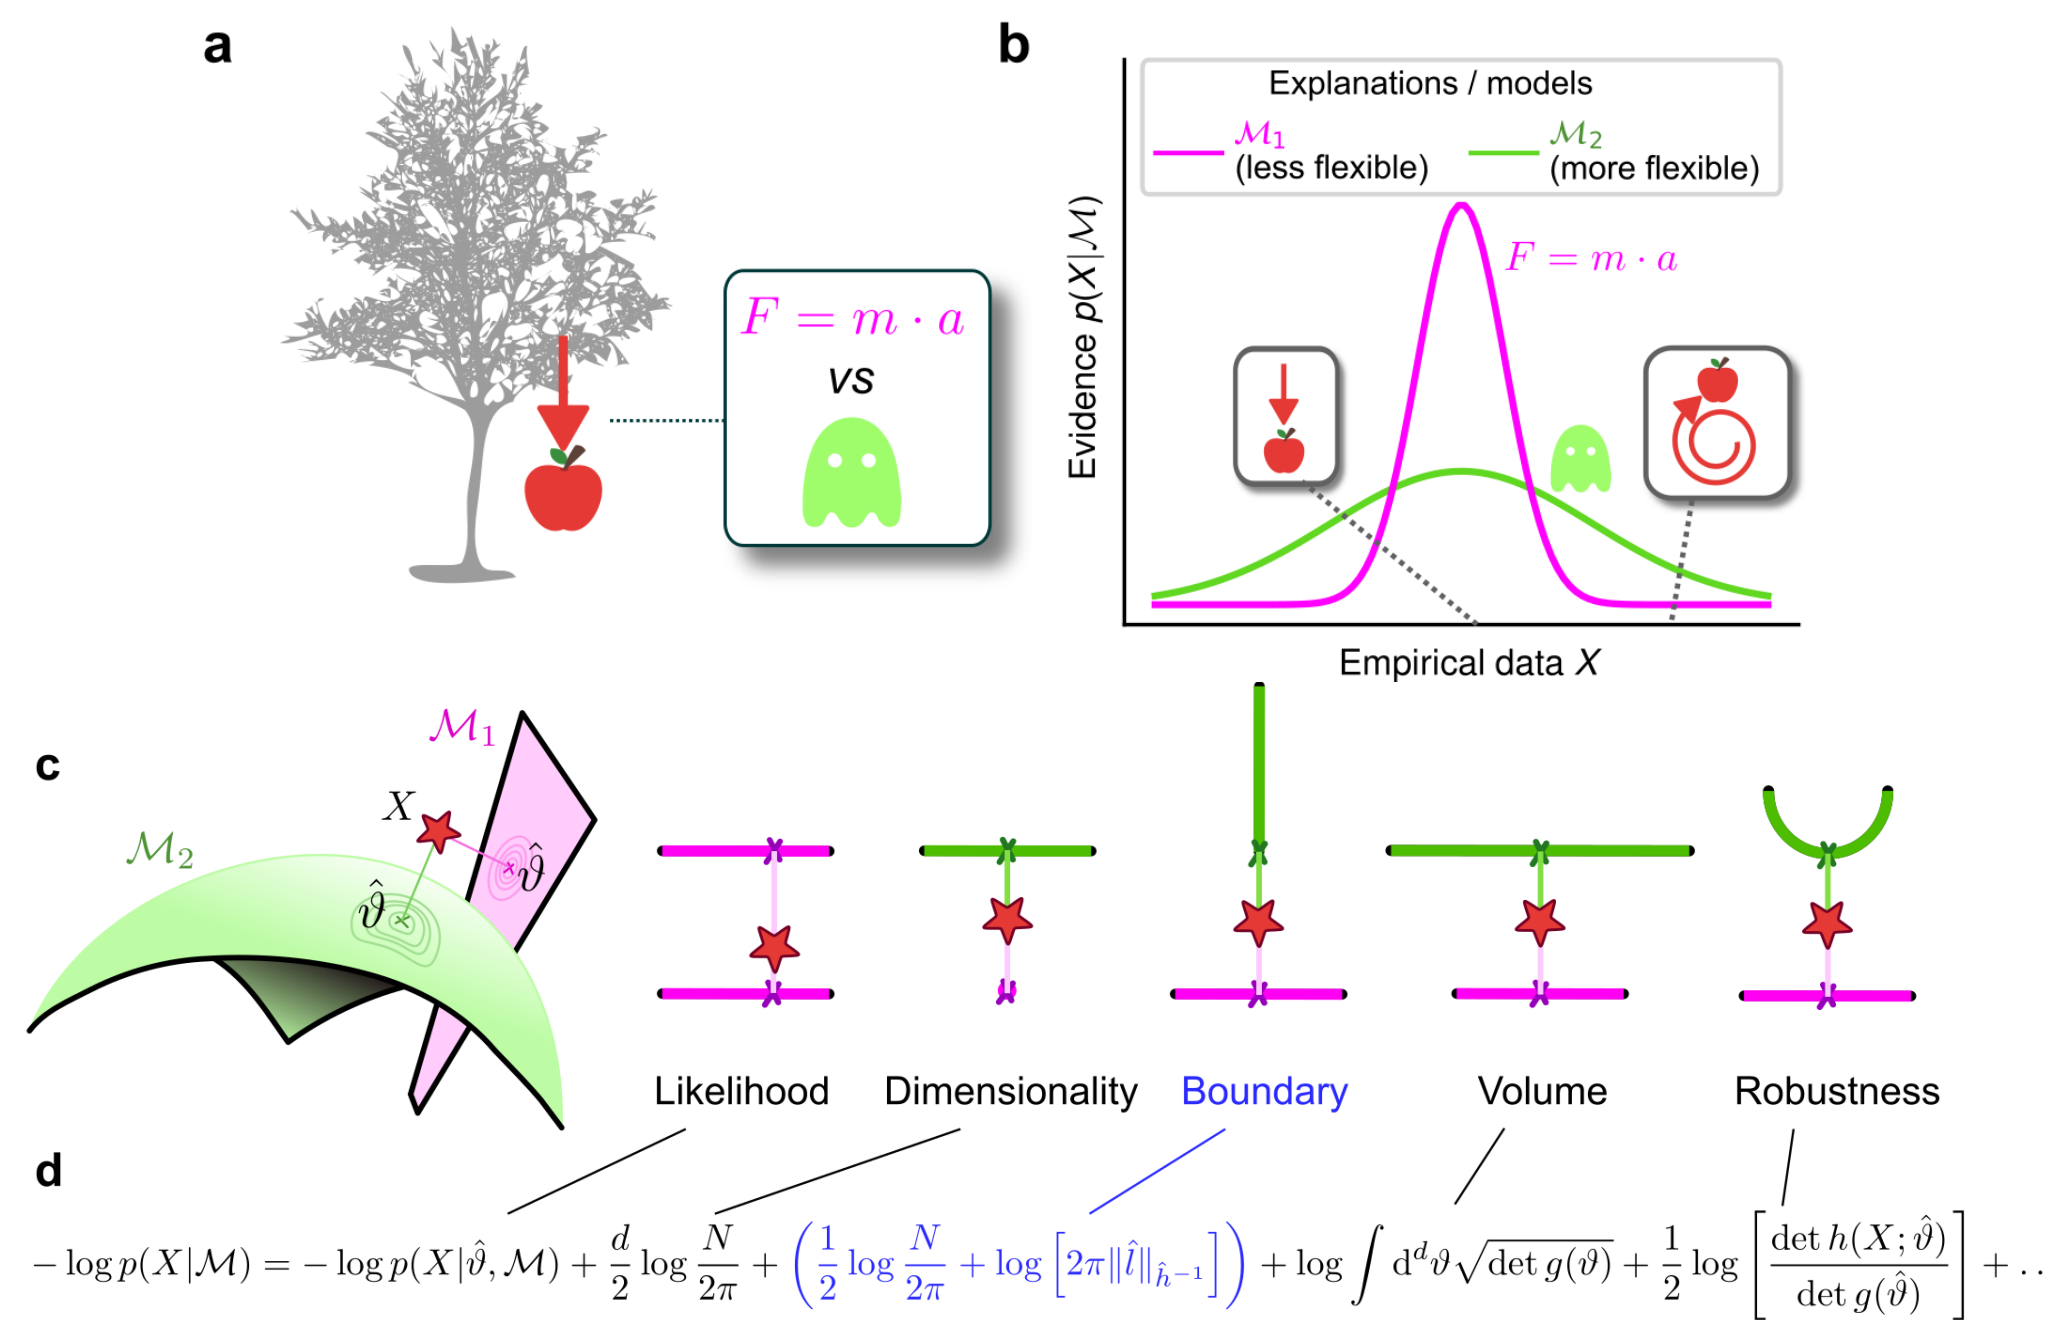 a
F = m · a
vs
b
Explanations / models
ℳ₁
(less flexible)
ℳ₂
(more flexible)
Evidence p(X|ℳ)
F = m · a
Empirical data X
c
ℳ₁
X
ℳ₂
ϑ̂
ϑ̂
Likelihood Dimensionality Boundary Volume Robustness
d
− log p(X|ℳ) = − log p(X|ϑ̂, ℳ) + d/2 log N/2π + ( 1/2 log N/2π + log [2π‖l̂‖_ĥ⁻¹] ) + log ∫ dᵈϑ √det g(ϑ) + 1/2 log [ det h(X; ϑ̂) / det g(ϑ̂) ] + . .